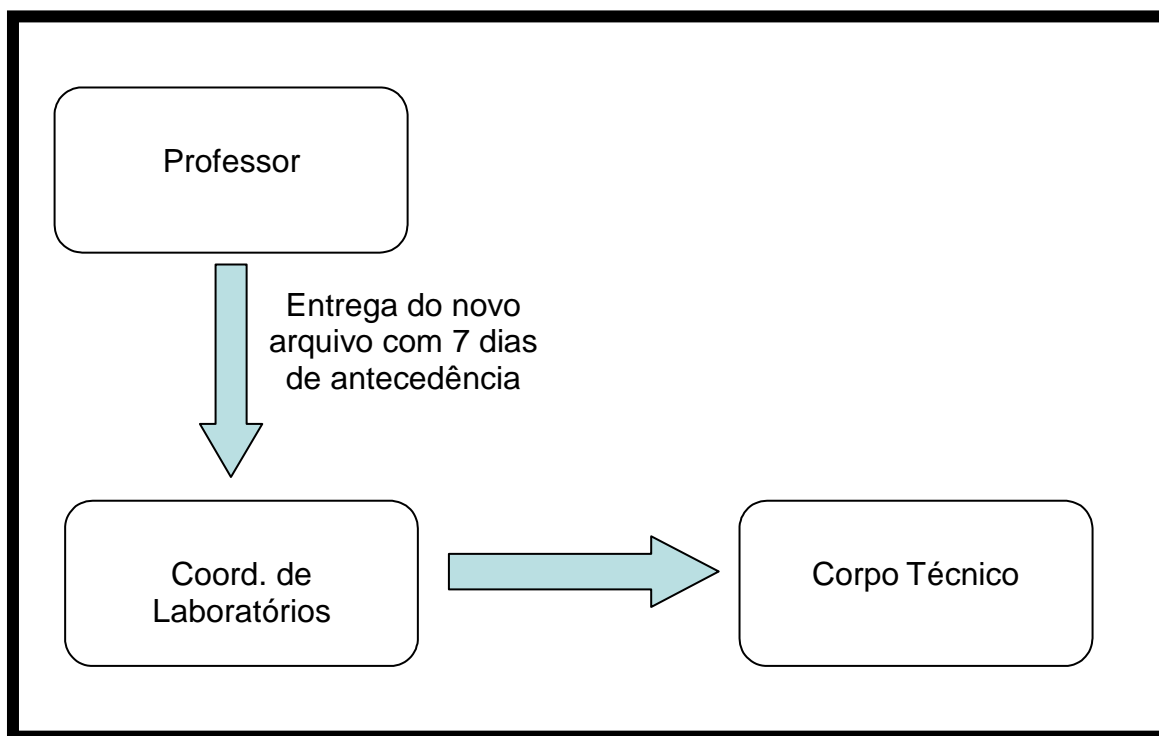 Professor
Entrega do novo
arquivo com 7 dias
de antecedência
Coord. de
Laboratórios
Corpo Técnico